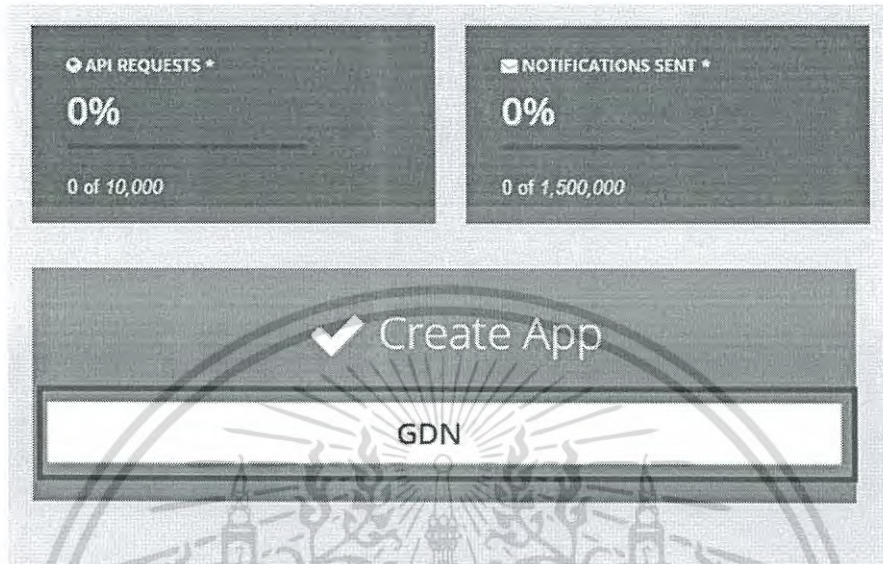 API REQUESTS *
0%
0 of 10,000
NOTIFICATIONS SENT *
0%
0 of 1,500,000
Create App
GDN